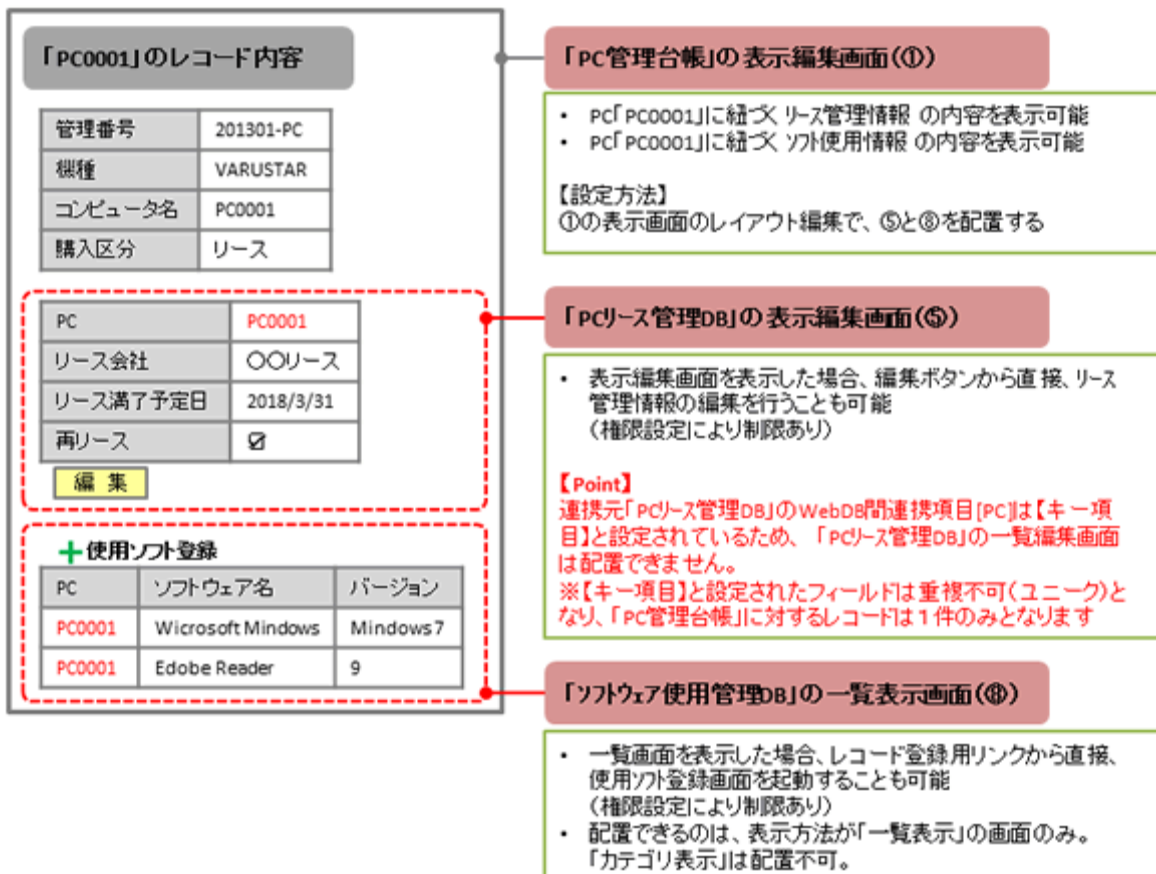 「PC0001」のレコード内容
管理番号 201301-PC
機種 VARUSTAR
コンピュータ名 PC0001
購入区分 リース
PC PC0001
リース会社 〇〇リース
リース満了予定日 2018/3/31
再リース ☑
編 集
+使用ソフト登録
PC ソフトウェア名 バージョン
PC0001 Wicrosoft Mindows Mindows7
PC0001 Edobe Reader 9
「PC管理台帳」の表示編集画面(①)
・ PC「PC0001」に紐づく リース管理情報 の内容を表示可能
・ PC「PC0001」に紐づく ソフト使用情報 の内容を表示可能
【設定方法】
①の表示画面のレイアウト編集で、⑤と⑧を配置する
「PCリース管理DB」の表示編集画面(⑤)
・ 表示編集画面を表示した場合、編集ボタンから直接、リース
管理情報の編集を行うことも可能
(権限設定により制限あり)
【Point】
連携元「PCリース管理DB」のWebDB間連携項目[PC]は【キー項
目】と設定されているため、「PCリース管理DB」の一覧編集画面
は配置できません。
※【キー項目】と設定されたフィールドは重複不可(ユニーク)と
なり、「PC管理台帳」に対するレコードは1件のみとなります
「ソフトウェア使用管理DB」の一覧表示画面(⑧)
・ 一覧画面を表示した場合、レコード登録用リンクから直接、
使用ソフト登録画面を起動することも可能
(権限設定により制限あり)
・ 配置できるのは、表示方法が「一覧表示」の画面のみ。
「カテゴリ表示」は配置不可。